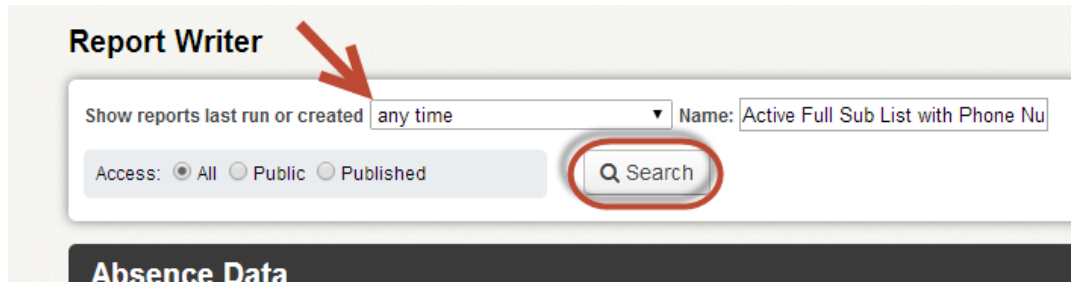 Report Writer
Show reports last run or created any time Name: Active Full Sub List with Phone Nu
Access: All Public Published Search
Absence Data